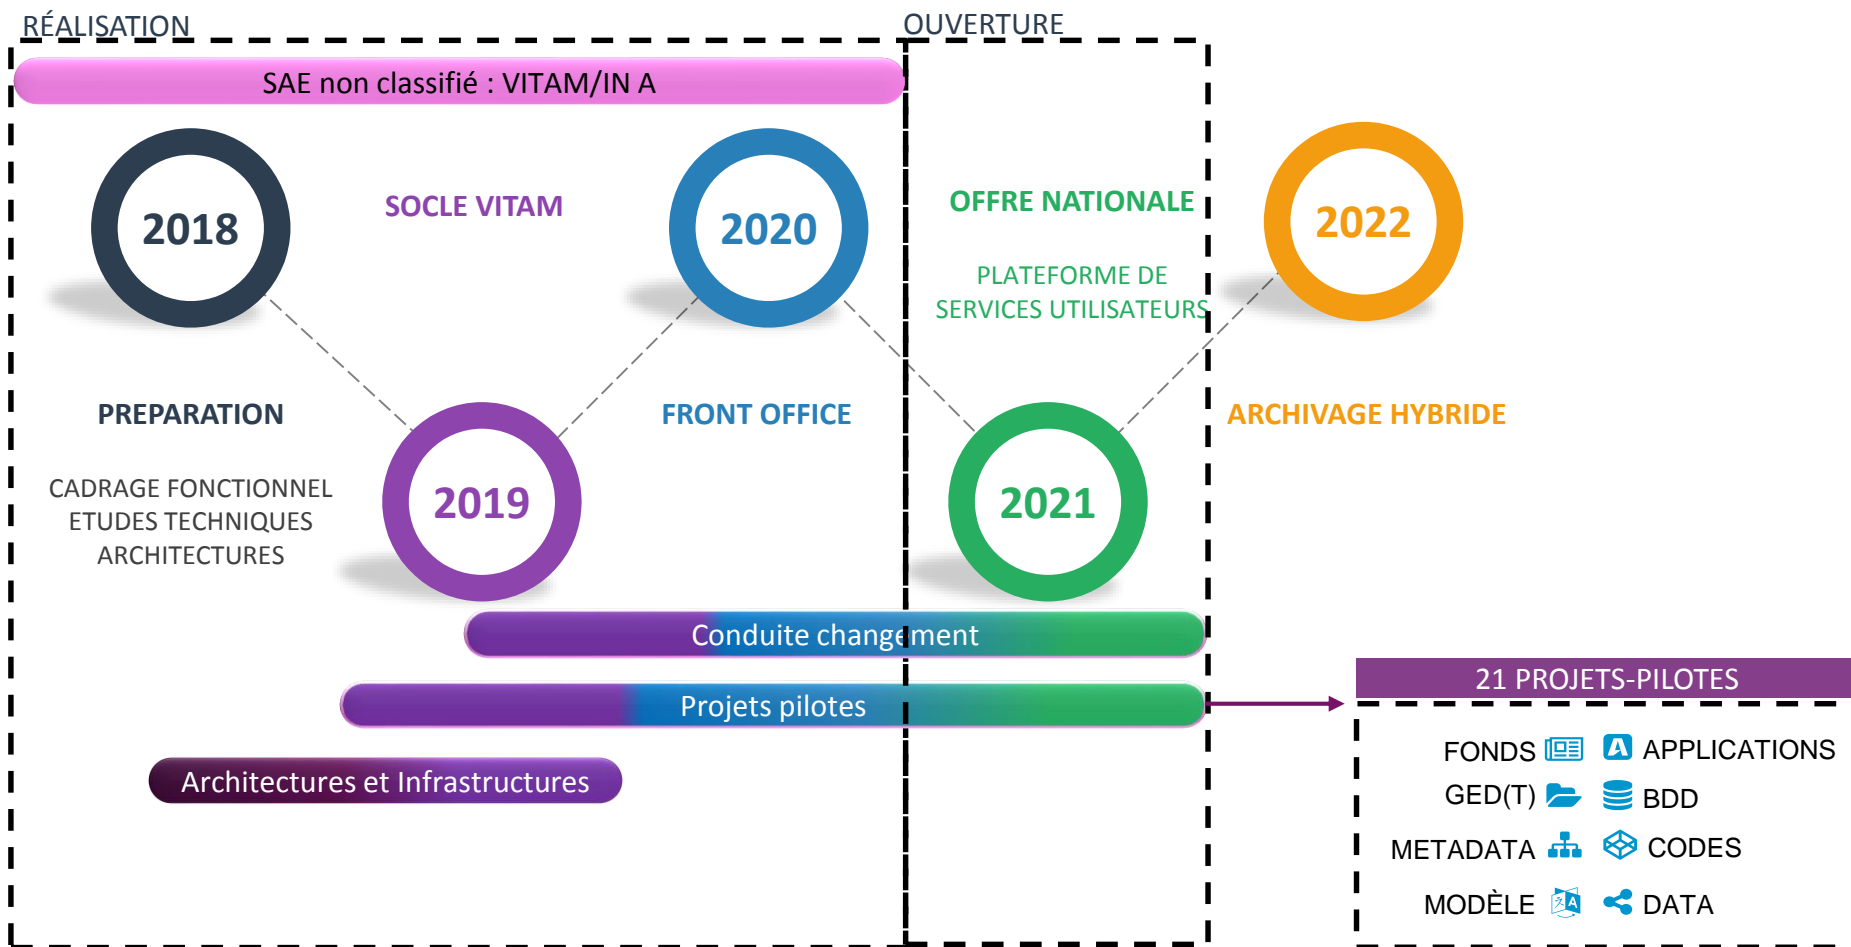 RÉALISATION
OUVERTURE
SAE non classifié : VITAM/IN A
2018
SOCLE VITAM
2020
OFFRE NATIONALE
PLATEFORME DE
SERVICES UTILISATEURS
2022
PREPARATION
CADRAGE FONCTIONNEL
ETUDES TECHNIQUES
ARCHITECTURES
2019
FRONT OFFICE
2021
ARCHIVAGE HYBRIDE
Conduite changement
Projets pilotes
Architectures et Infrastructures
21 PROJETS-PILOTES
FONDS
A APPLICATIONS
GED(T)
BDD
METADATA
CODES
MODÈLE
DATA